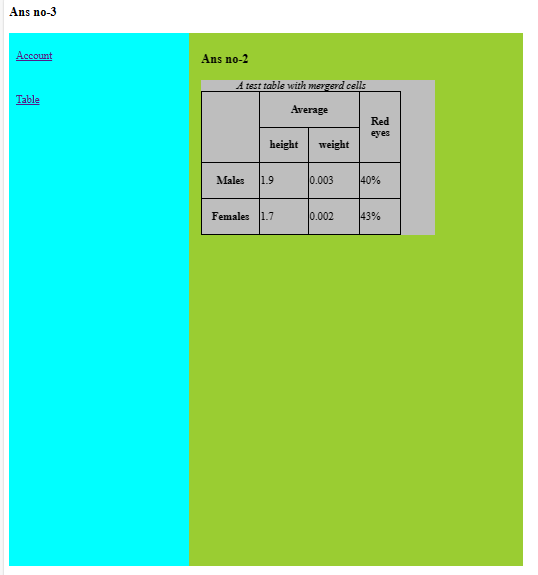 Ans no-3
Account
Table
Ans no-2
A test table with mergerd cells
Average
Red
eyes
height weight
Males 1.9 0.003 40%
Females 1.7 0.002 43%